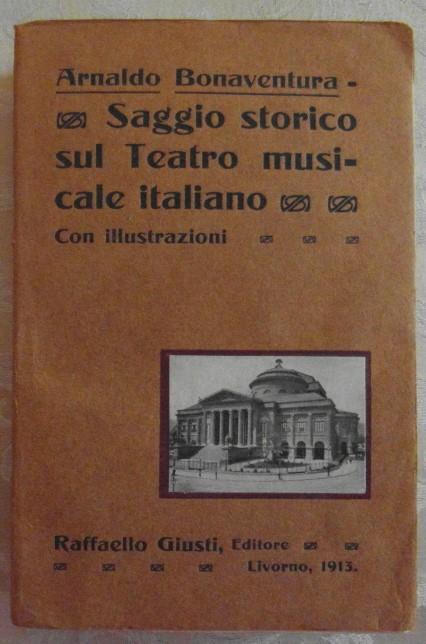 Arnaldo Bonaventura -
Saggio storico
sul Teatro musi-
cale italiano
Con illustrazioni
Raffaello Giusti, Editore
Livorno, 1913.